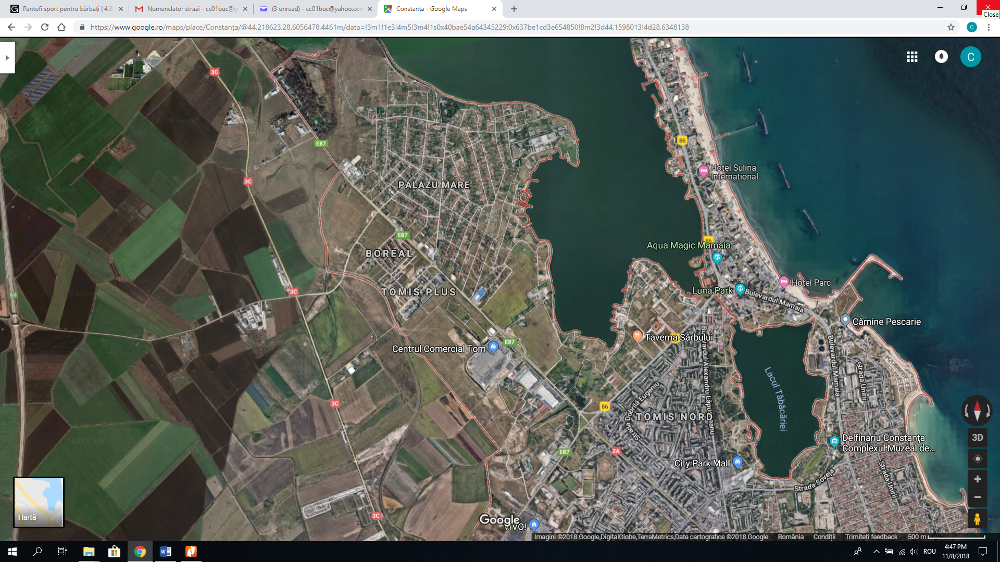 Pantofi sport pentru bărbați | 4.38
Nomenclator strazi - cc01buc@g
(3 unread) - cc01buc@yahoo.com
Constanța - Google Maps
Close
https://www.google.ro/maps/place/Constanța/@44.218623,28.6056478,4461m/data=!3m1!1e3!4m5!3m4!1s0x40bae54a64345229:0x637be1cd3e654850!8m2!3d44.1598013!4d28.6348138
C
C
3C
E87
86
Hotel Sulina
International
3C
PALAZU MARE
E87
86
Aqua Magic Mamaia
BOREAL
TOMIS PLUS
3C
A4
Hotel Parc
Luna Park
Bulevardul Mamaia
Cămine Pescarie
Taverna Sârbului
Centrul Comercial Tom
E87
Bulevardul Alexandru Lăpușneanu
Bulevardul Mamaia
Strada Unirii
Lacul Tăbăcăriei
Strada Dobrilă Eugeniu
3C
86
TOMIS NORD
Delfinariu Constanţa
Complexul Muzeal de...
3D
E87
2A
City Park Mall
Strada Soveja
Strada Unirii
Hartă
3C
Google
VIVO!
Imagini ©2018 Google,DigitalGlobe,TerraMetrics,Date cartografice ©2018 Google
România
Condiții
Trimiteți feedback
500 m
ROU
4:47 PM
11/8/2018